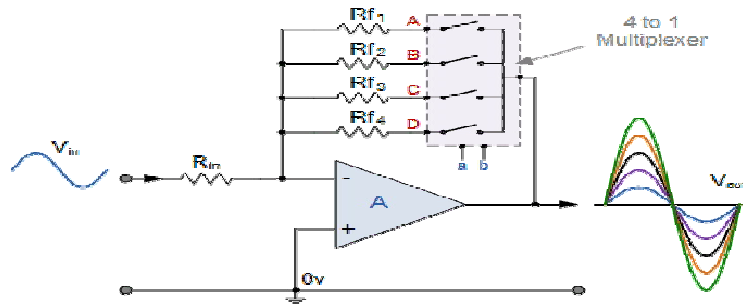 Rf₁
A
4 to 1
Multiplexer
Rf₂
B
Rf₃
C
Rf₄
D
Vin
Rin
a b
-
A
+
0v
Vout